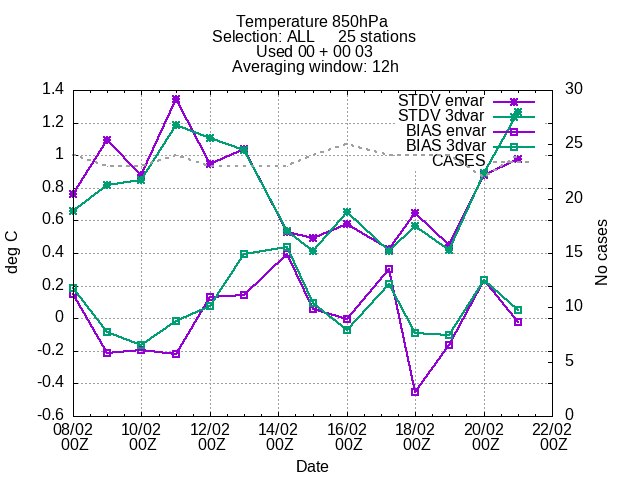 Temperature 850hPa
Selection: ALL 25 stations
Used 00 + 00 03
Averaging window: 12h
STDV envar
STDV 3dvar
BIAS envar
BIAS 3dvar
CASES
deg C
1.4
1.2
1
0.8
0.6
0.4
0.2
0
-0.2
-0.4
-0.6
30
25
20
15
10
5
0
No cases
08/02 10/02 12/02 14/02 16/02 18/02 20/02 22/02
00Z 00Z 00Z 00Z 00Z 00Z 00Z 00Z
Date